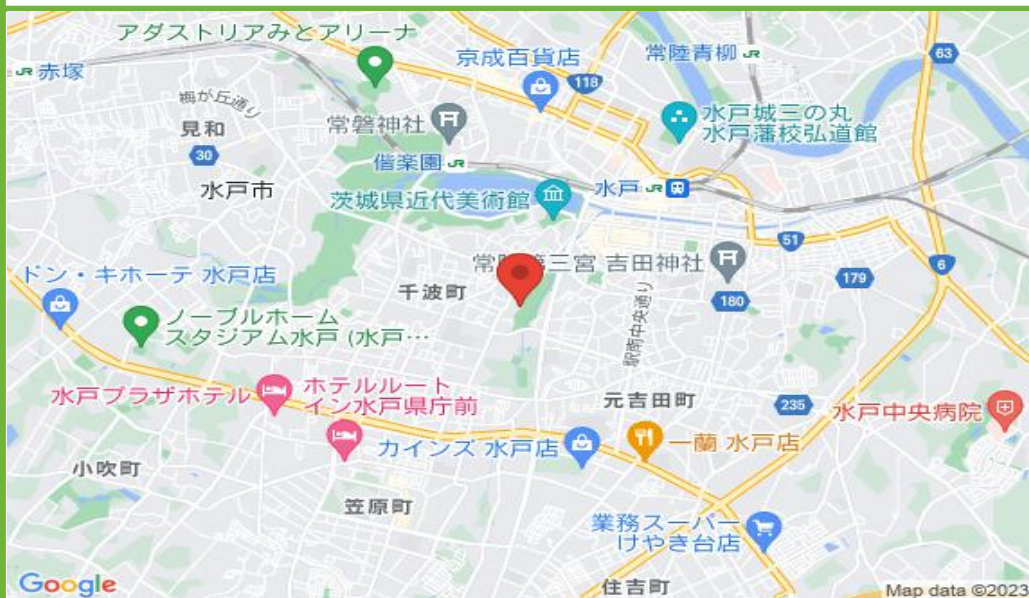 アダストリアみとアリーナ
京成百貨店
常陸青柳 JR
63
JR 赤塚
118
梅が丘通り
見和
常磐神社
水戸城三の丸
水戸藩校弘道館
30
偕楽園 JR
水戸市
茨城県近代美術館
水戸 JR
51
常陸第三宮 吉田神社
6
ドン・キホーテ 水戸店
千波町
179
180
ノーブルホーム
スタジアム水戸 (水戸…
駅南中央通り
水戸プラザホテル
ホテルルート
イン水戸県庁前
元吉田町
235
水戸中央病院
カインズ 水戸店
一蘭 水戸店
小吹町
笠原町
業務スーパー
けやき台店
住吉町
Google
Map data ©2023